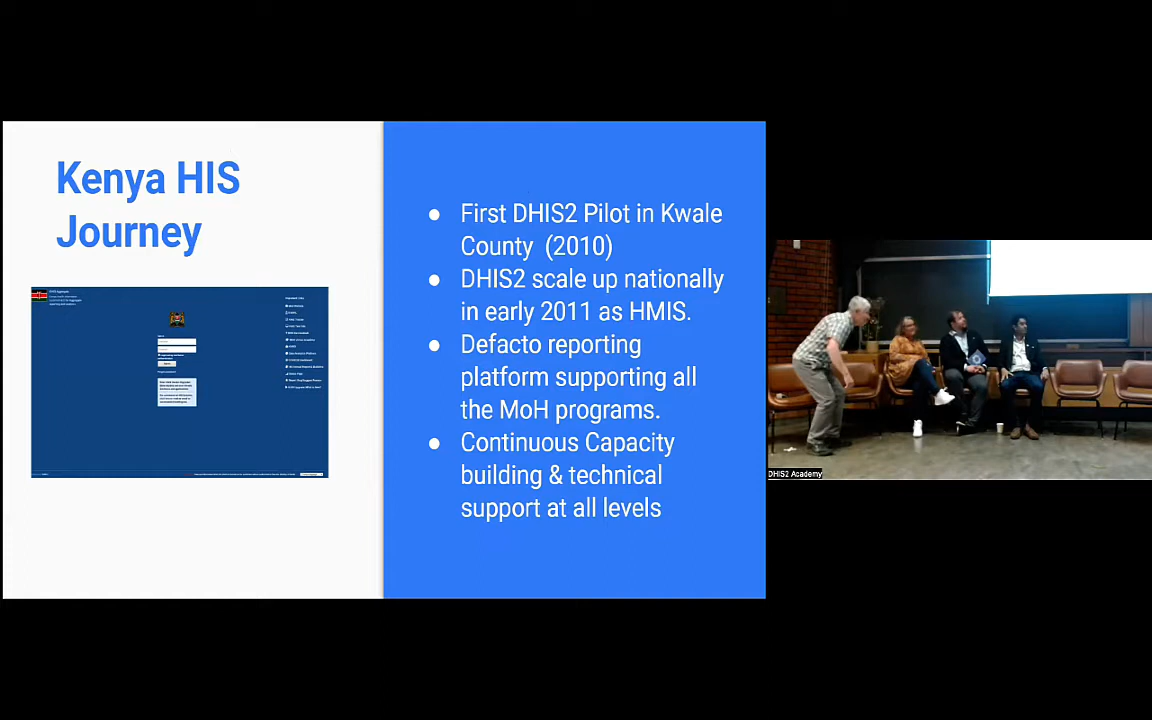 Kenya HIS
Journey
● First DHIS2 Pilot in Kwale
County (2010)
● DHIS2 scale up nationally
in early 2011 as HMIS.
● Defacto reporting
platform supporting all
the MoH programs.
● Continuous Capacity
building & technical
support at all levels
DHIS2 Academy